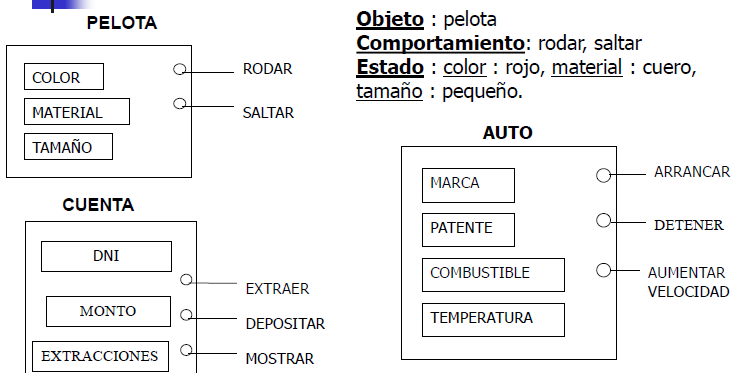 PELOTA
COLOR
MATERIAL
TAMAÑO
RODAR
SALTAR
Objeto : pelota
Comportamiento: rodar, saltar
Estado : color : rojo, material : cuero,
tamaño : pequeño.
CUENTA
DNI
MONTO
EXTRACCIONES
EXTRAER
DEPOSITAR
MOSTRAR
AUTO
MARCA
PATENTE
COMBUSTIBLE
TEMPERATURA
ARRANCAR
DETENER
AUMENTAR
VELOCIDAD